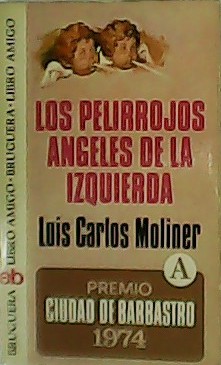 LOS PELIRROJOS
ANGELES DE LA
IZQUIERDA
Luis Carlos Moliner
A
PREMIO
CIUDAD DE BARBASTRO
1974
BRUGUERA · LIBRO AMIGO · BRUGUERA · LIBRO AMIGO
eb